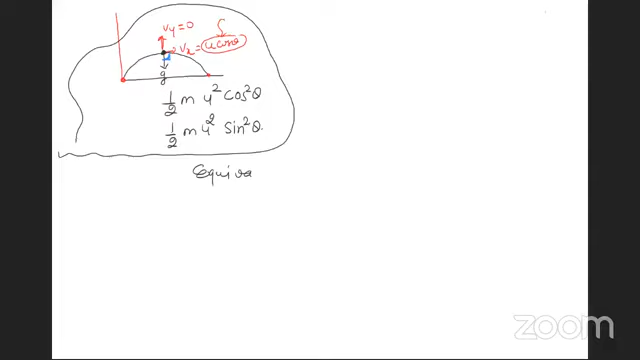 vy=0
vx = u cosθ
g
1/2 m u² Cos²θ
1/2 m u² Sin²θ.
Equiva
zoom